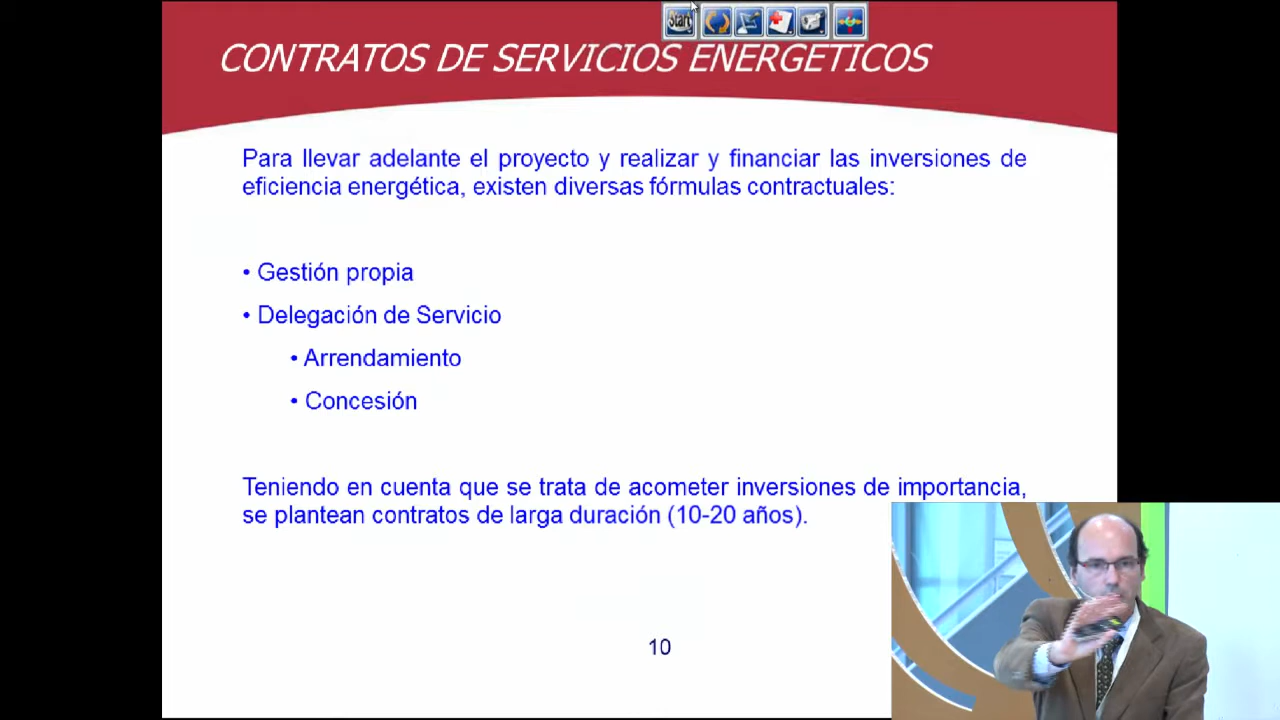 Start
CONTRATOS DE SERVICIOS ENERGETICOS
Para llevar adelante el proyecto y realizar y financiar las inversiones de
eficiencia energética, existen diversas fórmulas contractuales:
• Gestión propia
• Delegación de Servicio
• Arrendamiento
• Concesión
Teniendo en cuenta que se trata de acometer inversiones de importancia,
se plantean contratos de larga duración (10-20 años).
10